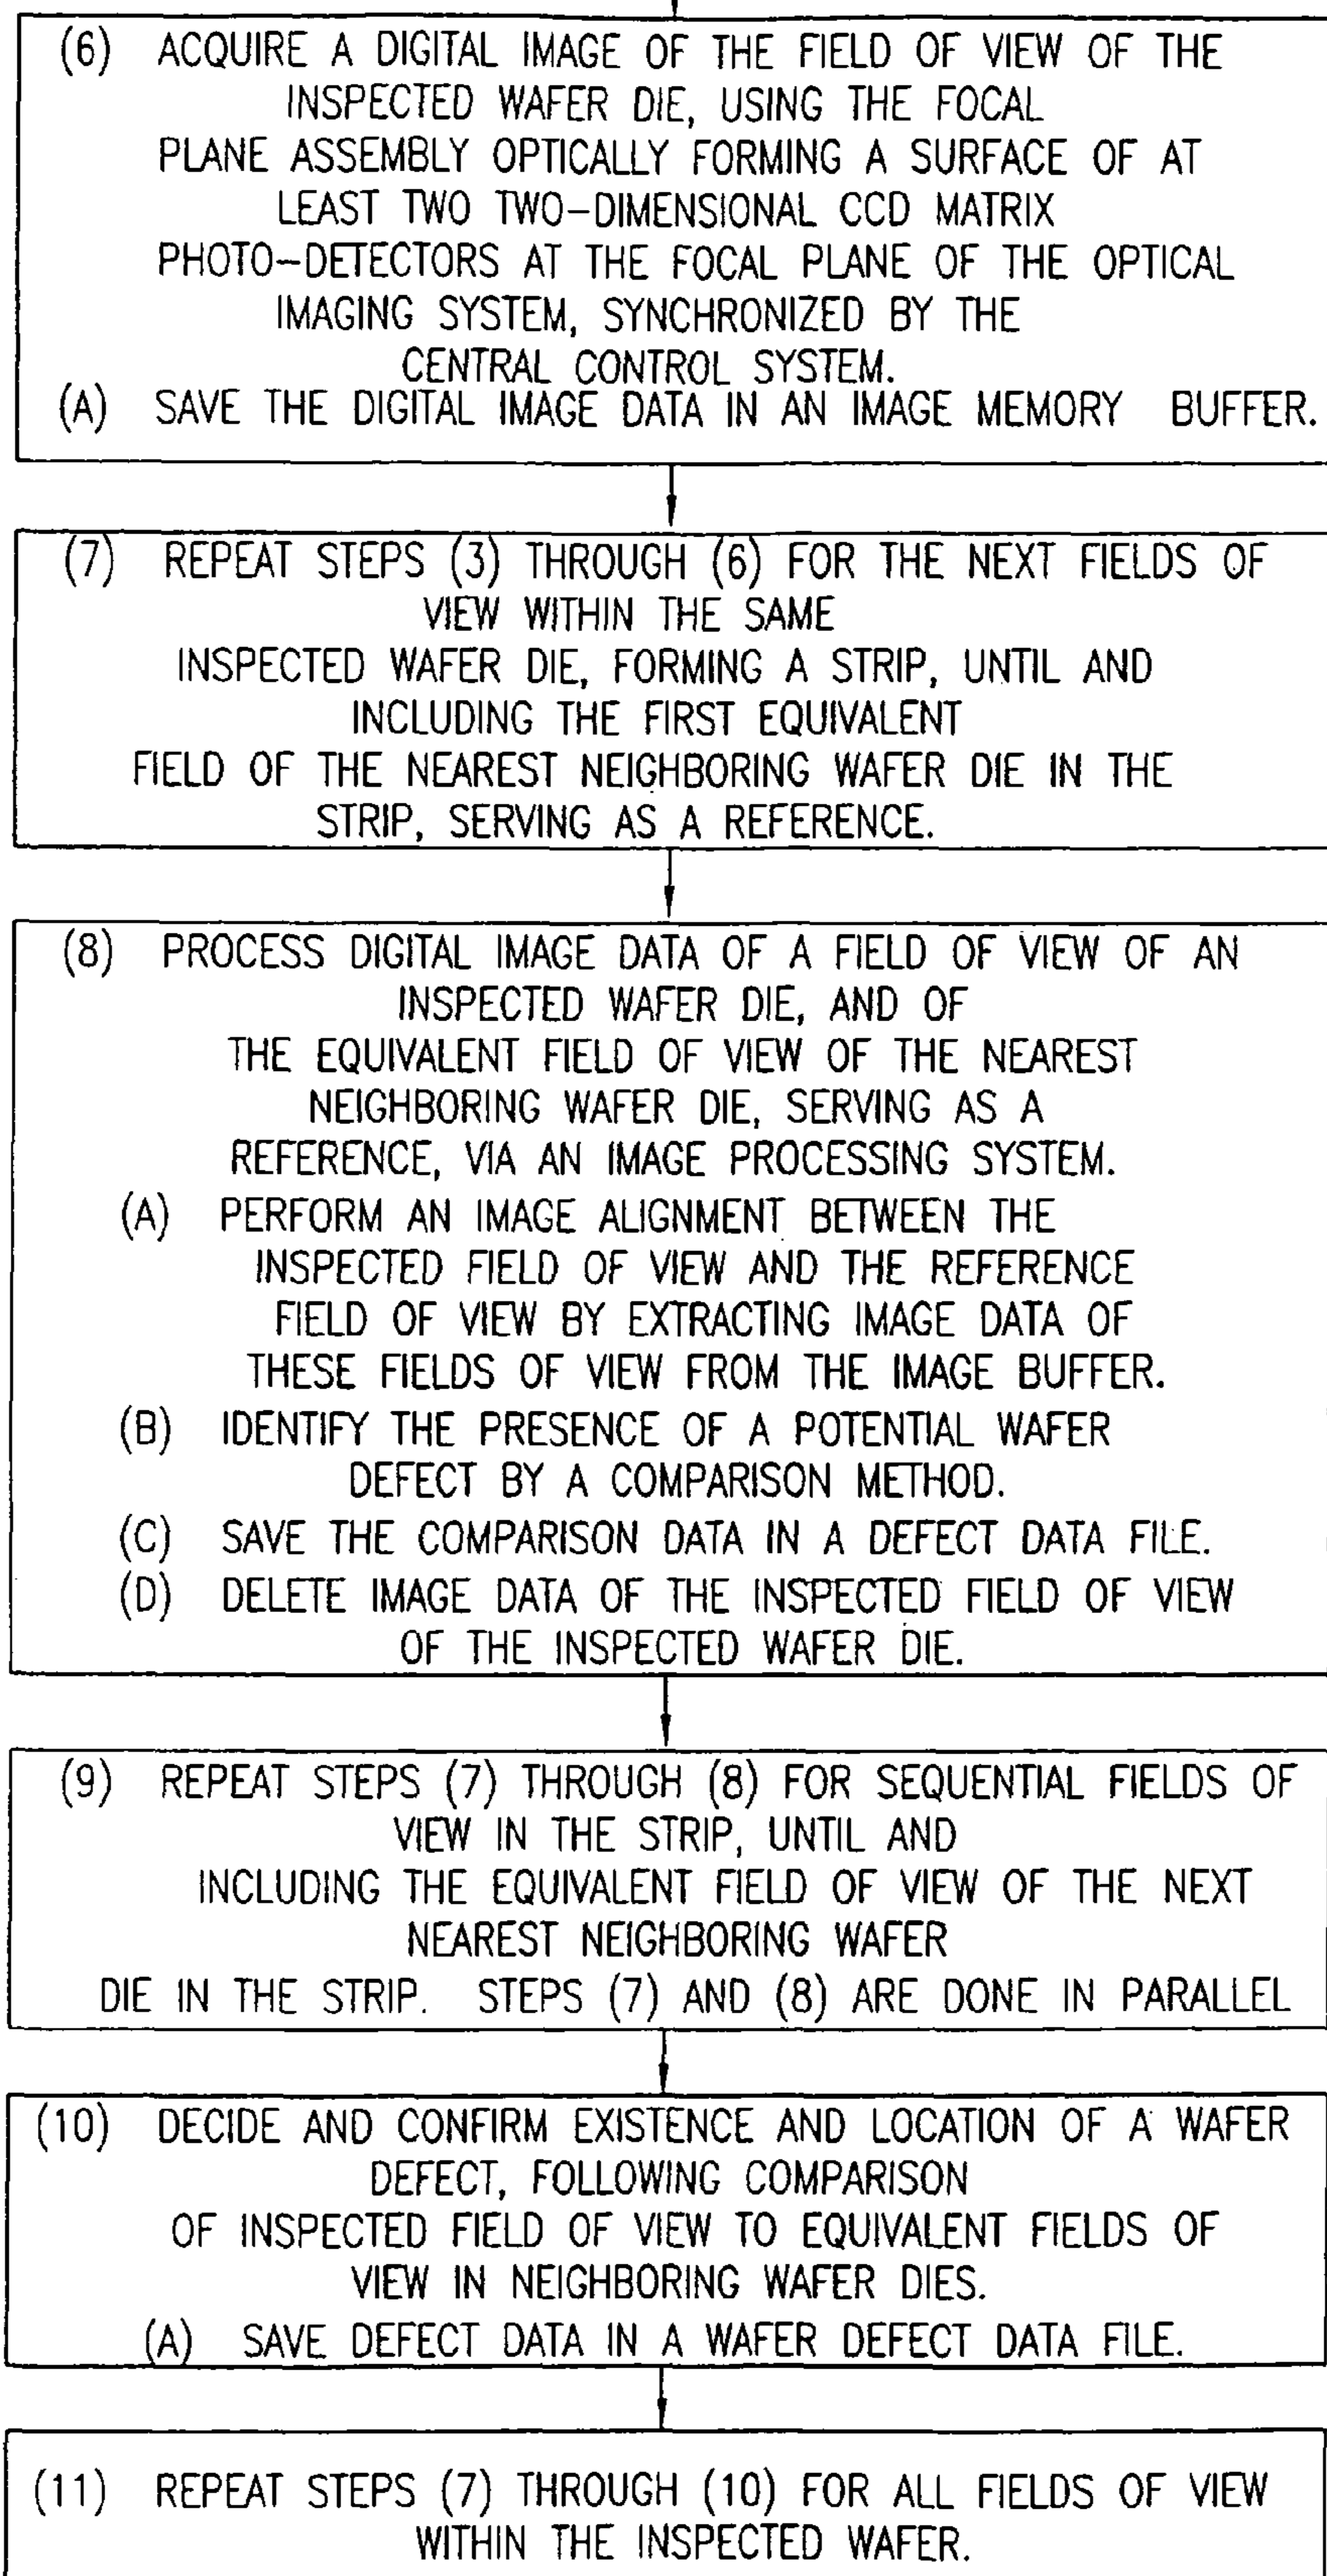 (6) ACQUIRE A DIGITAL IMAGE OF THE FIELD OF VIEW OF THE
INSPECTED WAFER DIE, USING THE FOCAL
PLANE ASSEMBLY OPTICALLY FORMING A SURFACE OF AT
LEAST TWO TWO-DIMENSIONAL CCD MATRIX
PHOTO-DETECTORS AT THE FOCAL PLANE OF THE OPTICAL
IMAGING SYSTEM, SYNCHRONIZED BY THE
CENTRAL CONTROL SYSTEM.
(A) SAVE THE DIGITAL IMAGE DATA IN AN IMAGE MEMORY BUFFER.
(7) REPEAT STEPS (3) THROUGH (6) FOR THE NEXT FIELDS OF
VIEW WITHIN THE SAME
INSPECTED WAFER DIE, FORMING A STRIP, UNTIL AND
INCLUDING THE FIRST EQUIVALENT
FIELD OF THE NEAREST NEIGHBORING WAFER DIE IN THE
STRIP, SERVING AS A REFERENCE.
(8) PROCESS DIGITAL IMAGE DATA OF A FIELD OF VIEW OF AN
INSPECTED WAFER DIE, AND OF
THE EQUIVALENT FIELD OF VIEW OF THE NEAREST
NEIGHBORING WAFER DIE, SERVING AS A
REFERENCE, VIA AN IMAGE PROCESSING SYSTEM.
(A) PERFORM AN IMAGE ALIGNMENT BETWEEN THE
INSPECTED FIELD OF VIEW AND THE REFERENCE
FIELD OF VIEW BY EXTRACTING IMAGE DATA OF
THESE FIELDS OF VIEW FROM THE IMAGE BUFFER.
(B) IDENTIFY THE PRESENCE OF A POTENTIAL WAFER
DEFECT BY A COMPARISON METHOD.
(C) SAVE THE COMPARISON DATA IN A DEFECT DATA FILE.
(D) DELETE IMAGE DATA OF THE INSPECTED FIELD OF VIEW
OF THE INSPECTED WAFER DIE.
(9) REPEAT STEPS (7) THROUGH (8) FOR SEQUENTIAL FIELDS OF
VIEW IN THE STRIP, UNTIL AND
INCLUDING THE EQUIVALENT FIELD OF VIEW OF THE NEXT
NEAREST NEIGHBORING WAFER
DIE IN THE STRIP. STEPS (7) AND (8) ARE DONE IN PARALLEL
(10) DECIDE AND CONFIRM EXISTENCE AND LOCATION OF A WAFER
DEFECT, FOLLOWING COMPARISON
OF INSPECTED FIELD OF VIEW TO EQUIVALENT FIELDS OF
VIEW IN NEIGHBORING WAFER DIES.
(A) SAVE DEFECT DATA IN A WAFER DEFECT DATA FILE.
(11) REPEAT STEPS (7) THROUGH (10) FOR ALL FIELDS OF VIEW
WITHIN THE INSPECTED WAFER.